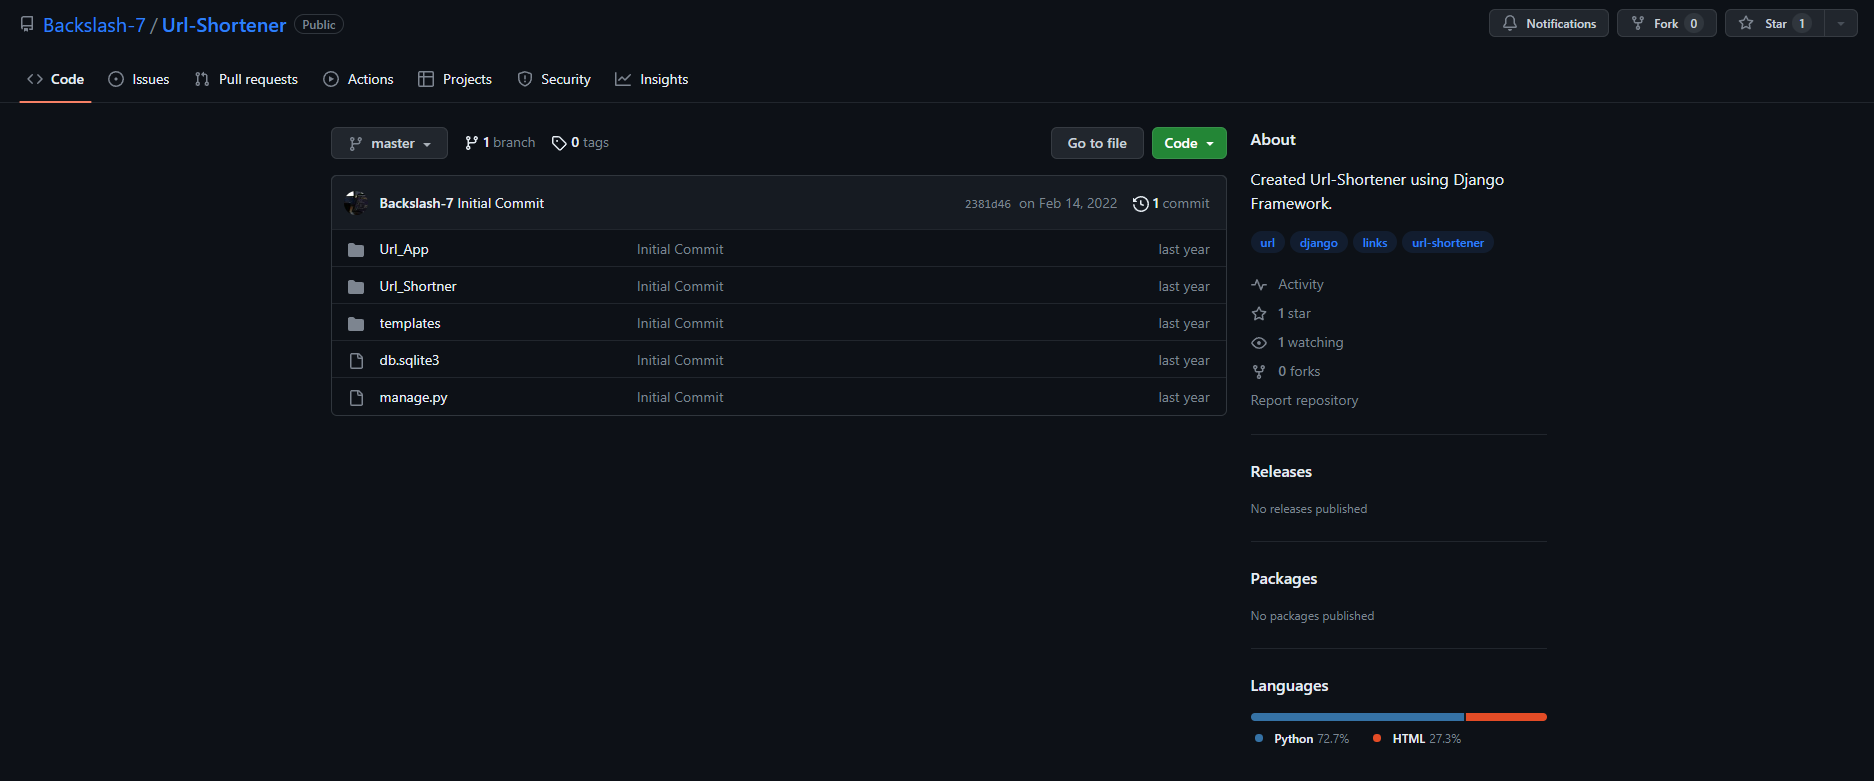 Backslash-7 / Url-Shortener Public
Notifications Fork 0 Star 1
Code Issues Pull requests Actions Projects Security Insights
master 1 branch 0 tags Go to file Code
Backslash-7 Initial Commit 2381d46 on Feb 14, 2022 1 commit
Url_App Initial Commit last year
Url_Shortner Initial Commit last year
templates Initial Commit last year
db.sqlite3 Initial Commit last year
manage.py Initial Commit last year
About
Created Url-Shortener using Django
Framework.
url django links url-shortener
Activity
1 star
1 watching
0 forks
Report repository
Releases
No releases published
Packages
No packages published
Languages
Python 72.7% HTML 27.3%